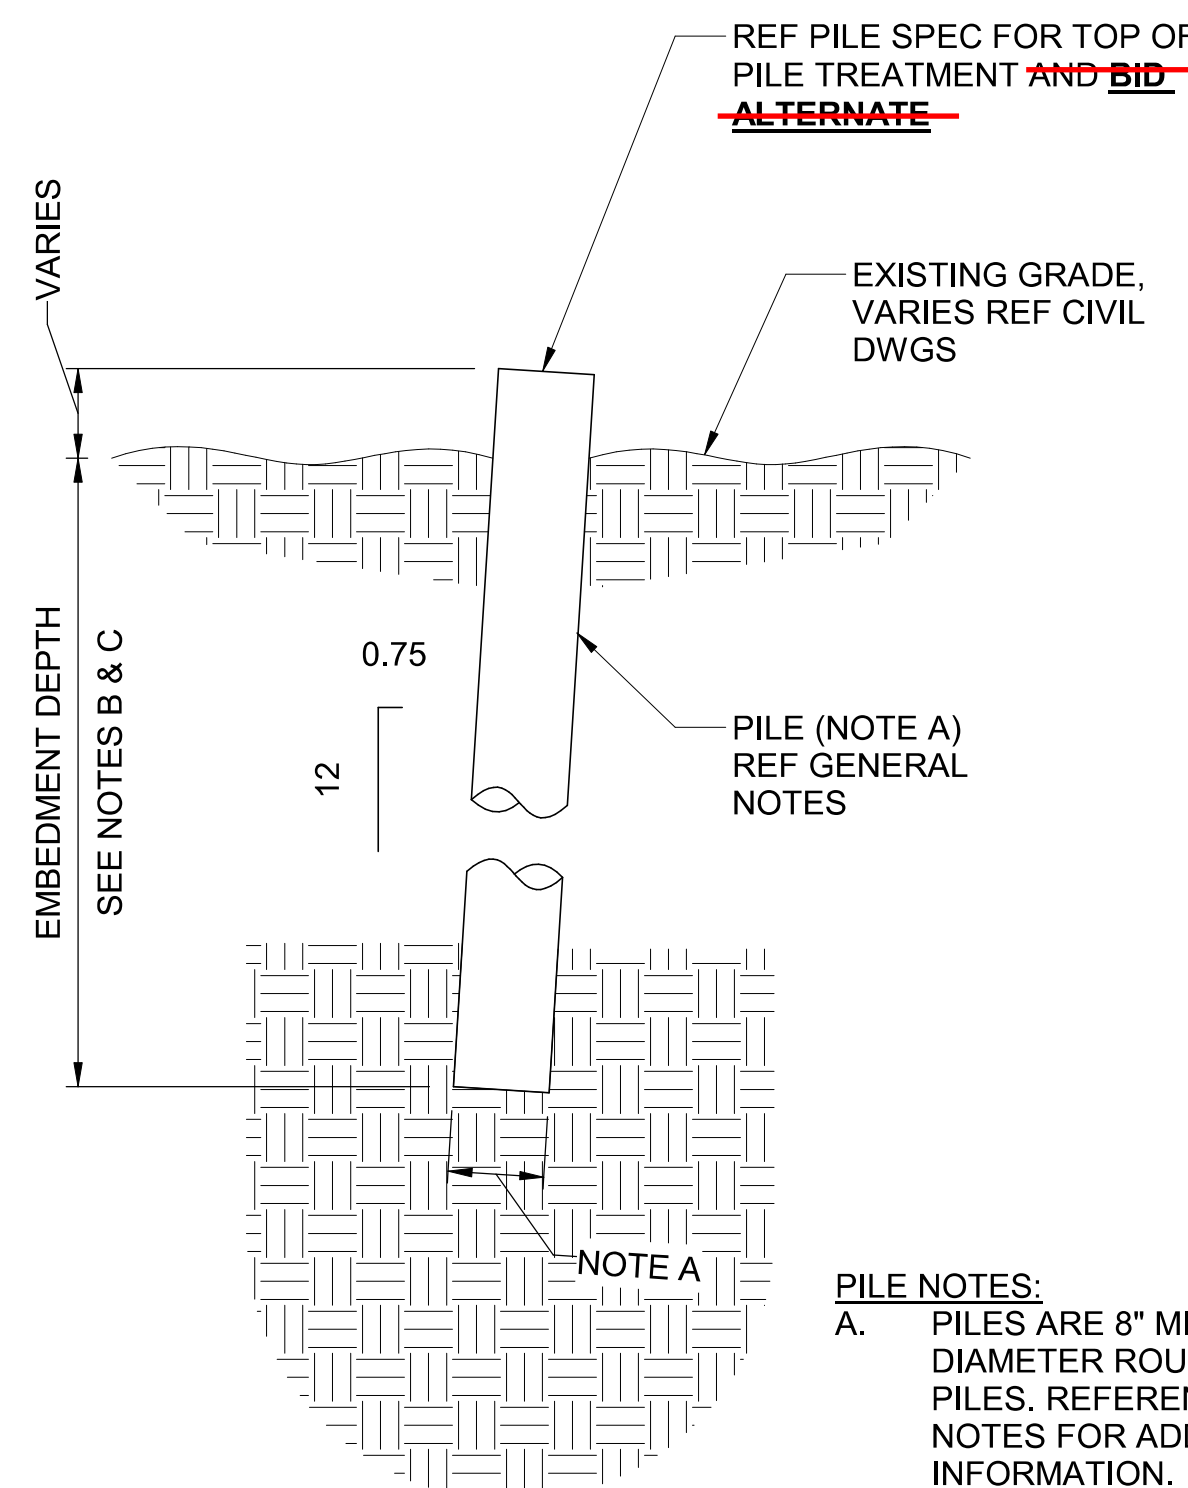 REF PILE SPEC FOR TOP OF
PILE TREATMENT AND BID
ALTERNATE
VARIES
EXISTING GRADE,
VARIES REF CIVIL
DWGS
0.75
12
EMBEDMENT DEPTH
SEE NOTES B & C
PILE (NOTE A)
REF GENERAL
NOTES
NOTE A
PILE NOTES:
A. PILES ARE 8"
DIAMETER
PILES.
NOTES FOR
INFORMATION.